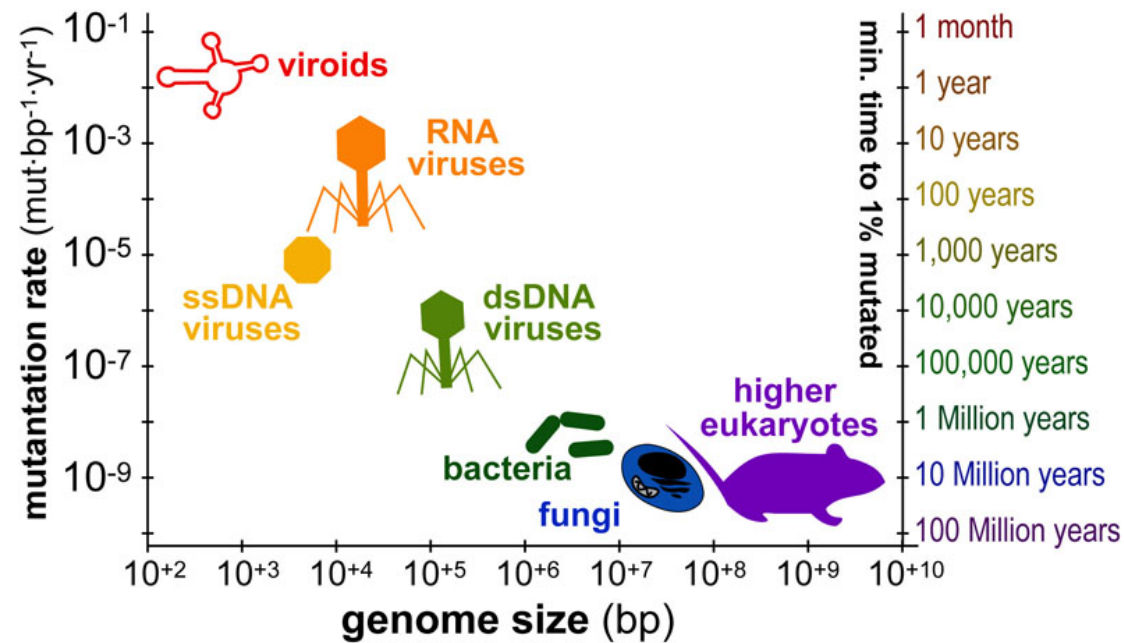 mutantation rate (mut·bp⁻¹·yr⁻¹)
10⁻¹
10⁻³
10⁻⁵
10⁻⁷
10⁻⁹
viroids
RNA
viruses
ssDNA
viruses
dsDNA
viruses
bacteria
fungi
higher
eukaryotes
min. time to 1% mutated
1 month
1 year
10 years
100 years
1,000 years
10,000 years
100,000 years
1 Million years
10 Million years
100 Million years
10⁺² 10⁺³ 10⁺⁴ 10⁺⁵ 10⁺⁶ 10⁺⁷ 10⁺⁸ 10⁺⁹ 10⁺¹⁰
genome size (bp)